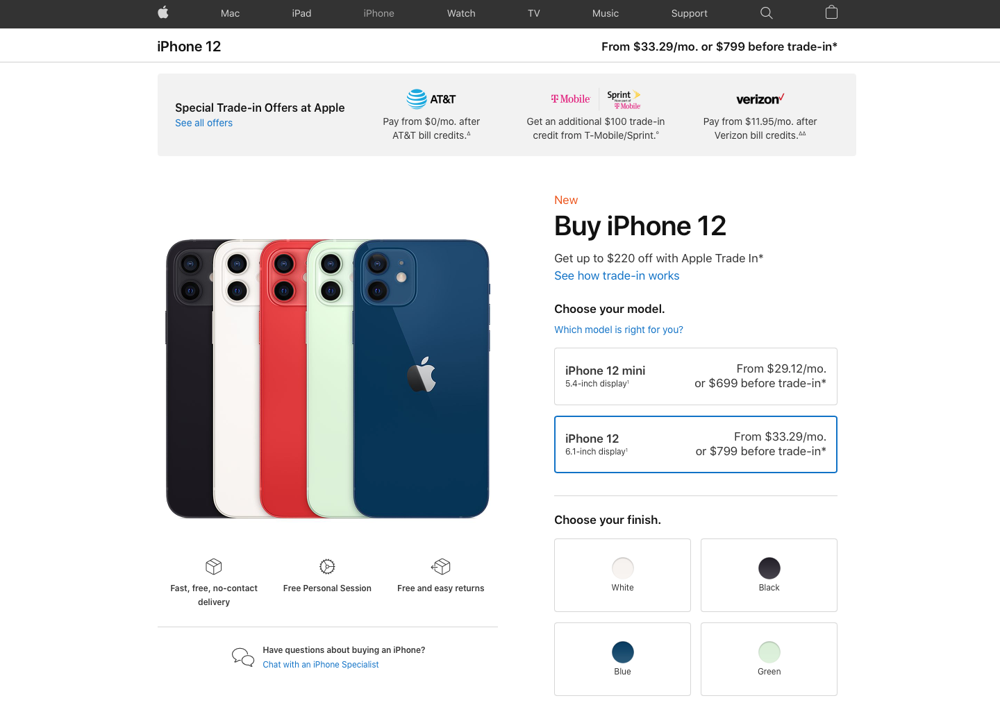 Mac iPad iPhone Watch TV Music Support
iPhone 12
From $33.29/mo. or $799 before trade-in*
Special Trade-in Offers at Apple
See all offers
AT&T
Pay from $0/mo. after
AT&T bill credits.Δ
T Mobile
Sprint
Now part of
T Mobile
Get an additional $100 trade-in
credit from T-Mobile/Sprint.°
verizon✓
Pay from $11.95/mo. after
Verizon bill credits.ΔΔ
New
Buy iPhone 12
Get up to $220 off with Apple Trade In*
See how trade-in works
Choose your model.
Which model is right for you?
iPhone 12 mini
5.4-inch display¹
From $29.12/mo.
or $699 before trade-in*
iPhone 12
6.1-inch display¹
From $33.29/mo.
or $799 before trade-in*
Choose your finish.
White
Black
Blue
Green
Fast, free, no-contact
delivery
Free Personal Session
Free and easy returns
Have questions about buying an iPhone?
Chat with an iPhone Specialist